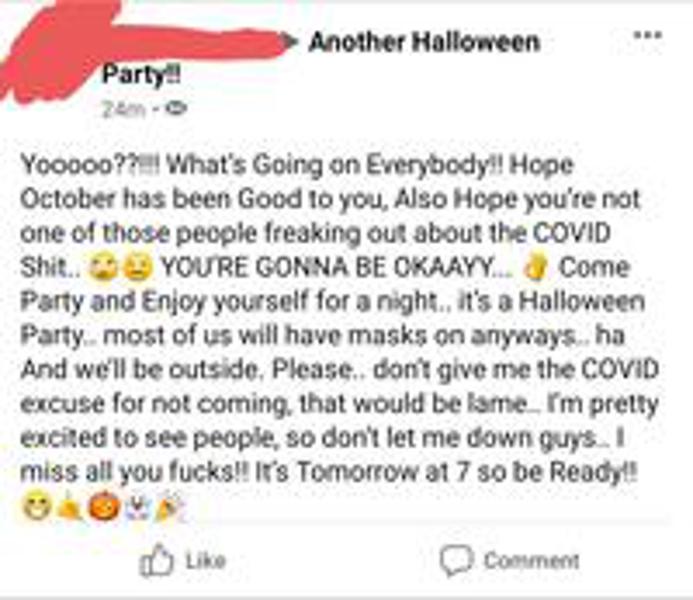 Another Halloween
Party!!
24m
Yooooo??!!! What's Going on Everybody!! Hope
October has been Good to you, Also Hope you're not
one of those people freaking out about the COVID
Shit.. 🙄😑 YOU'RE GONNA BE OKAAYY... 👌 Come
Party and Enjoy yourself for a night.. it's a Halloween
Party.. most of us will have masks on anyways.. ha
And we'll be outside. Please.. don't give me the COVID
excuse for not coming, that would be lame.. I'm pretty
excited to see people, so don't let me down guys.. I
miss all you fucks!! It's Tomorrow at 7 so be Ready!!
😁🤙🎃👻🎉
Like
Comment